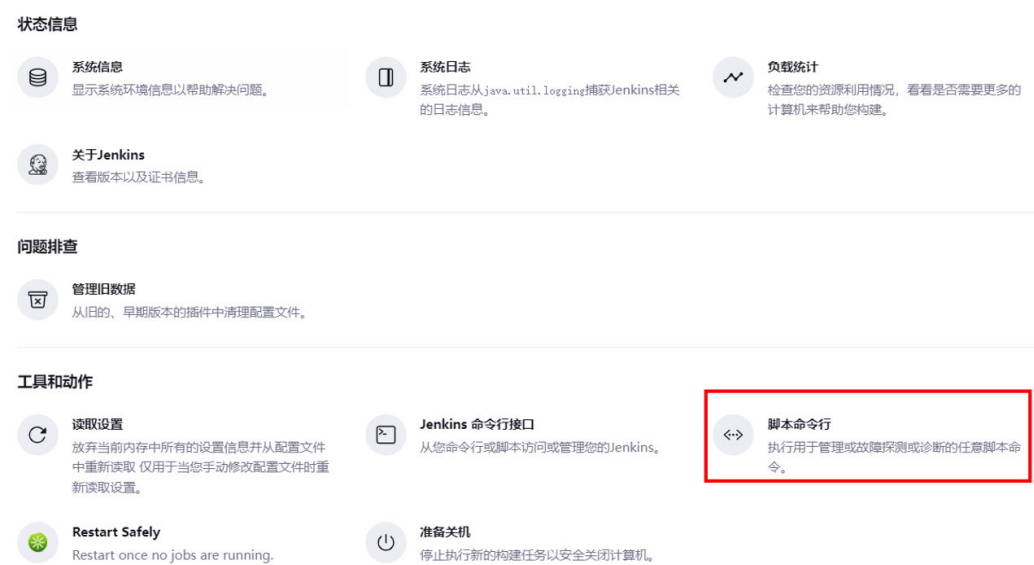 状态信息
系统信息
显示系统环境信息以帮助解决问题。
系统日志
系统日志从java.util.logging捕获Jenkins相关
的日志信息。
负载统计
检查您的资源利用情况，看看是否需要更多的
计算机来帮助您构建。
关于Jenkins
查看版本以及证书信息。
问题排查
管理旧数据
从旧的、早期版本的插件中清理配置文件。
工具和动作
读取设置
放弃当前内存中所有的设置信息并从配置文件
中重新读取 仅用于当您手动修改配置文件时重
新读取设置。
Jenkins 命令行接口
从您命令行或脚本访问或管理您的Jenkins。
脚本命令行
执行用于管理或故障探测或诊断的任意脚本命
令。
Restart Safely
Restart once no jobs are running.
准备关机
停止执行新的构建任务以安全关闭计算机。